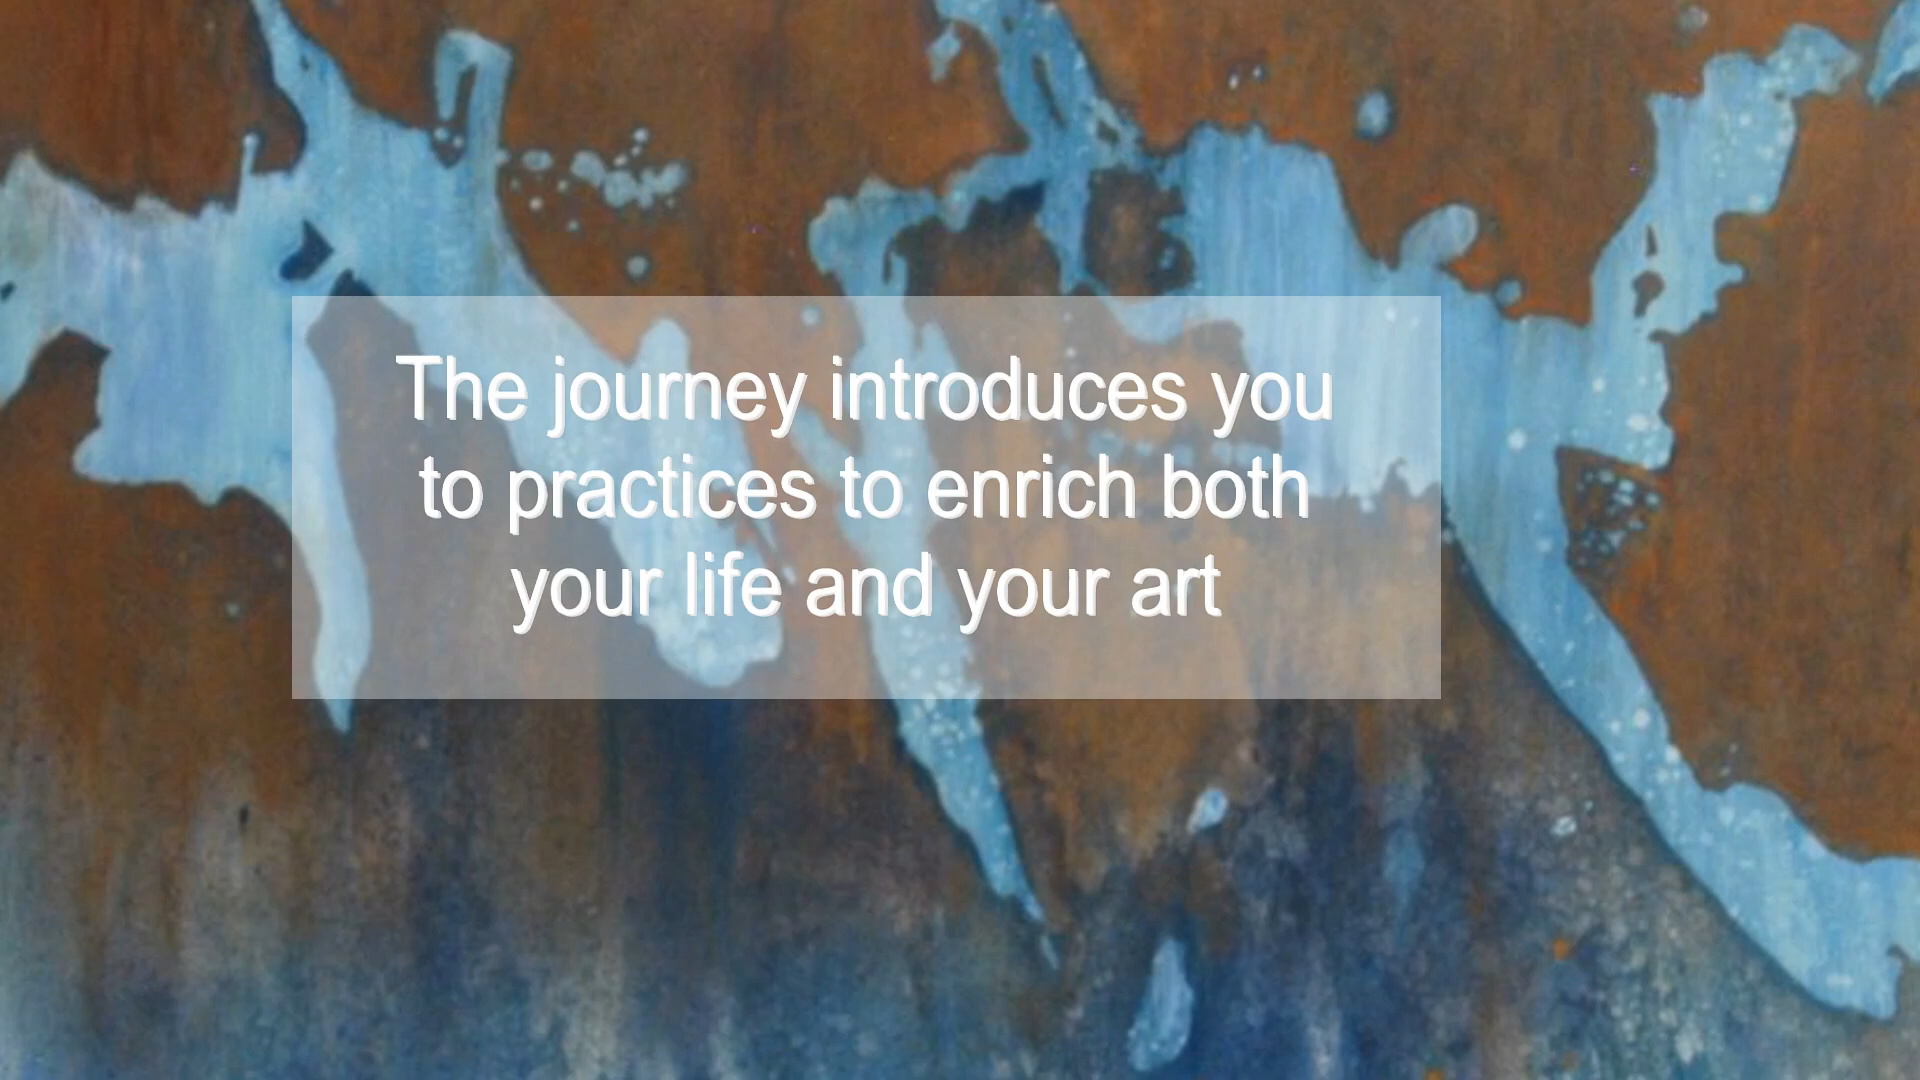 The journey introduces you
to practices to enrich both
your life and your art